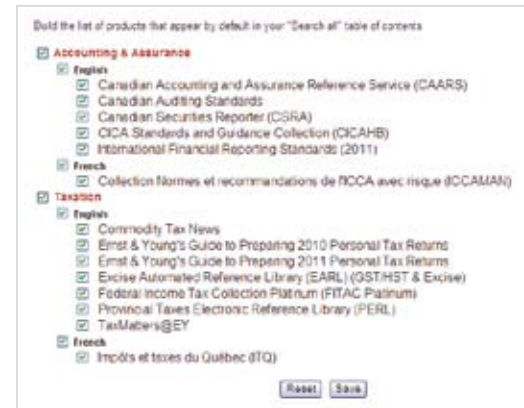 Build the list of products that appear by default in your "Search all" table of contents
Accounting & Assurance
English
Canadian Accounting and Assurance Reference Service (CAARS)
Canadian Auditing Standards
Canadian Securities Reporter (CSRA)
CICA Standards and Guidance Collection (CICAHB)
International Financial Reporting Standards (2011)
French
Collection Normes et recommandations de l'ICCA avec risque (ICCAMAN)
Taxation
English
Commodity Tax News
Ernst & Young's Guide to Preparing 2010 Personal Tax Returns
Ernst & Young's Guide to Preparing 2011 Personal Tax Returns
Excise Automated Reference Library (EARL) (GST/HST & Excise)
Federal Income Tax Collection Platinum (FITAC Platinum)
Provincial Taxes Electronic Reference Library (PERL)
TaxMatters@EY
French
Impôts et taxes du Québec (ITQ)
Reset Save